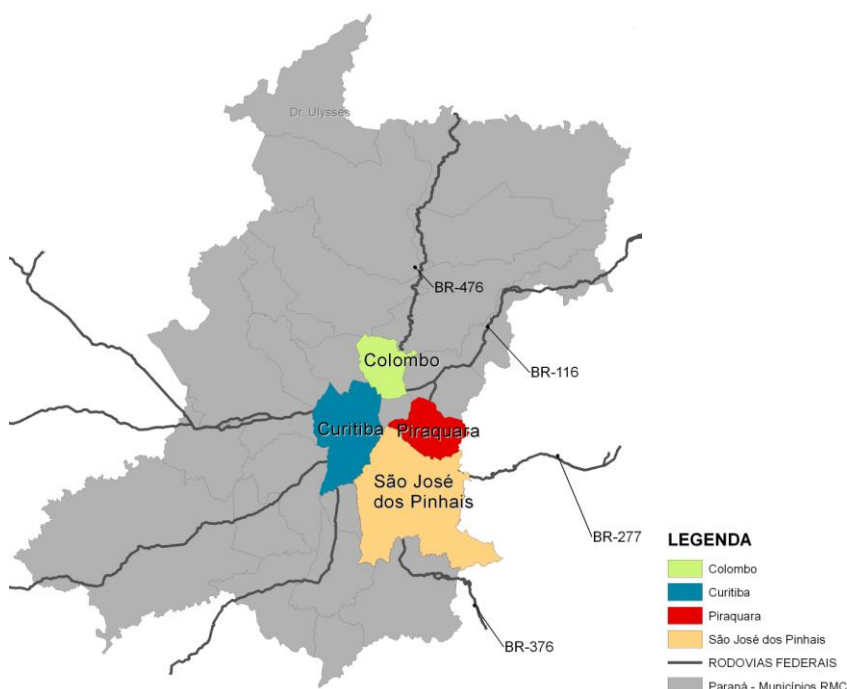 Dr. Ulysses
BR-476
Colombo
BR-116
Curitiba
Piraquara
São José
dos Pinhais
BR-277
BR-376
LEGENDA
Colombo
Curitiba
Piraquara
São José dos Pinhais
RODOVIAS FEDERAIS
Paraná - Municípios RMC